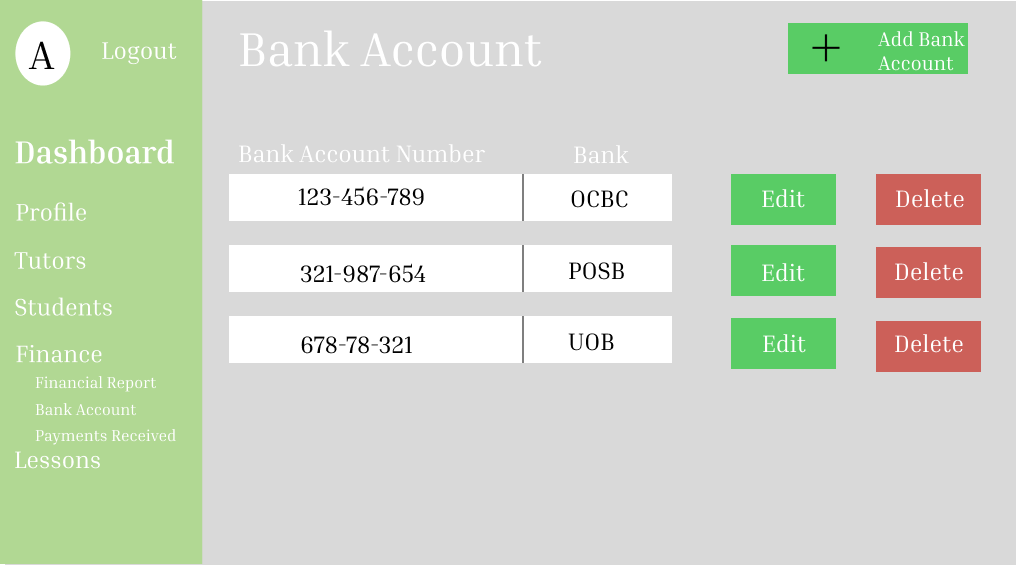 A
Logout
Bank Account
Add Bank
Account
Dashboard
Profile
Tutors
Students
Finance
Financial Report
Bank Account
Payments Received
Lessons
Bank Account Number Bank
123-456-789 OCBC Edit Delete
321-987-654 POSB Edit Delete
678-78-321 UOB Edit Delete